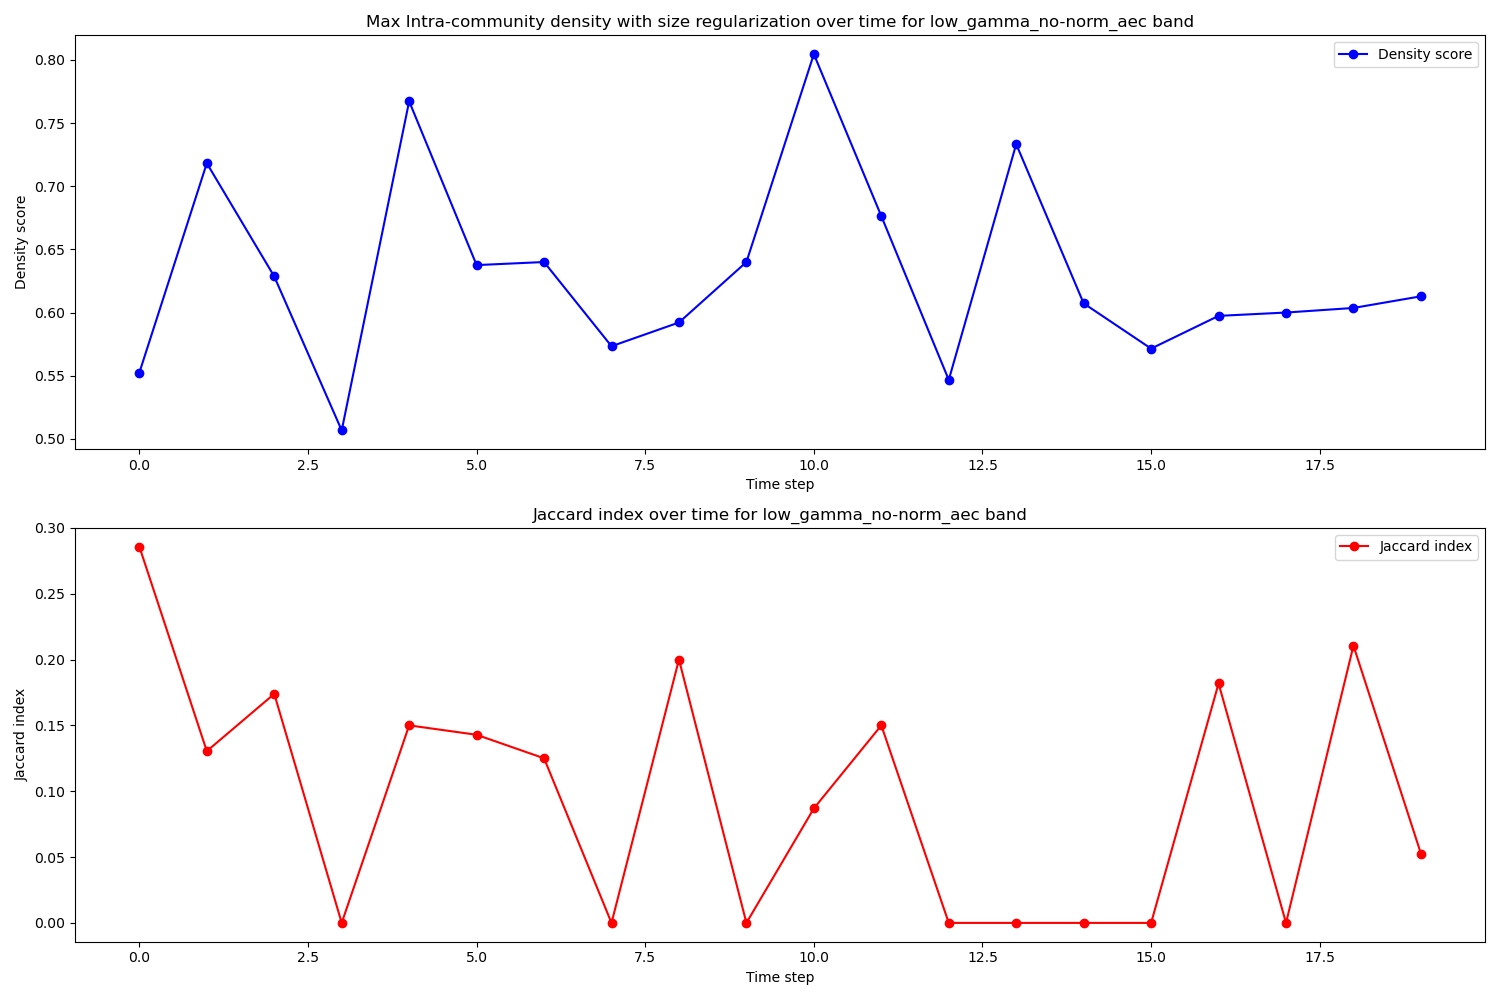 Max Intra-community density with size regularization over time for low_gamma_no-norm_aec band
Density score
0.80
0.75
0.70
0.65
0.60
0.55
0.50
Density score
0.0 2.5 5.0 7.5 10.0 12.5 15.0 17.5
Time step
Jaccard index over time for low_gamma_no-norm_aec band
Jaccard index
0.30
0.25
0.20
0.15
0.10
0.05
0.00
Jaccard index
0.0 2.5 5.0 7.5 10.0 12.5 15.0 17.5
Time step